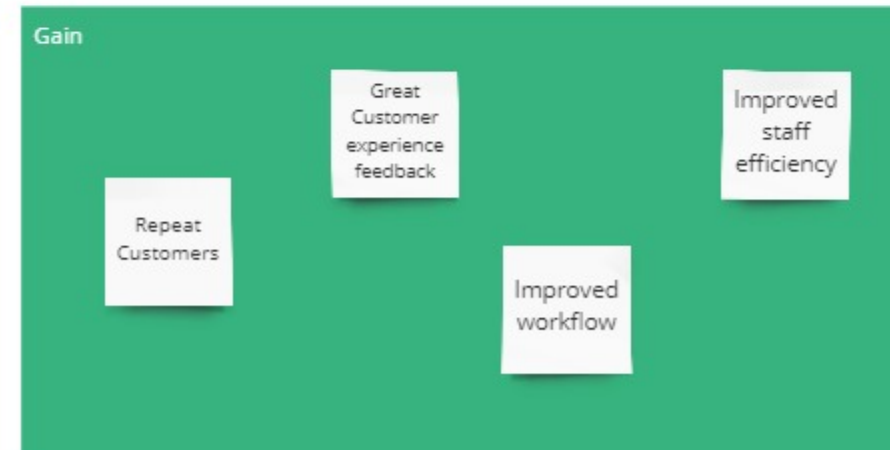 Gain
Great
Customer
experience
feedback
Improved
staff
efficiency
Repeat
Customers
Improved
workflow